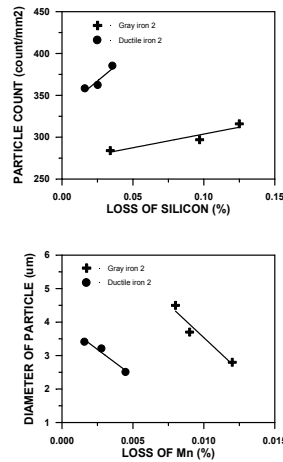 PARTICLE COUNT (count/mm2)
400
350
300
250
Gray iron 2
Ductile iron 2
0.00
0.05
0.10
0.15
LOSS OF SILICON (%)
DIAMETER OF PARTICLE (um)
6
5
4
3
2
1
Gray iron 2
Ductile iron 2
0.000
0.005
0.010
0.015
LOSS OF Mn (%)